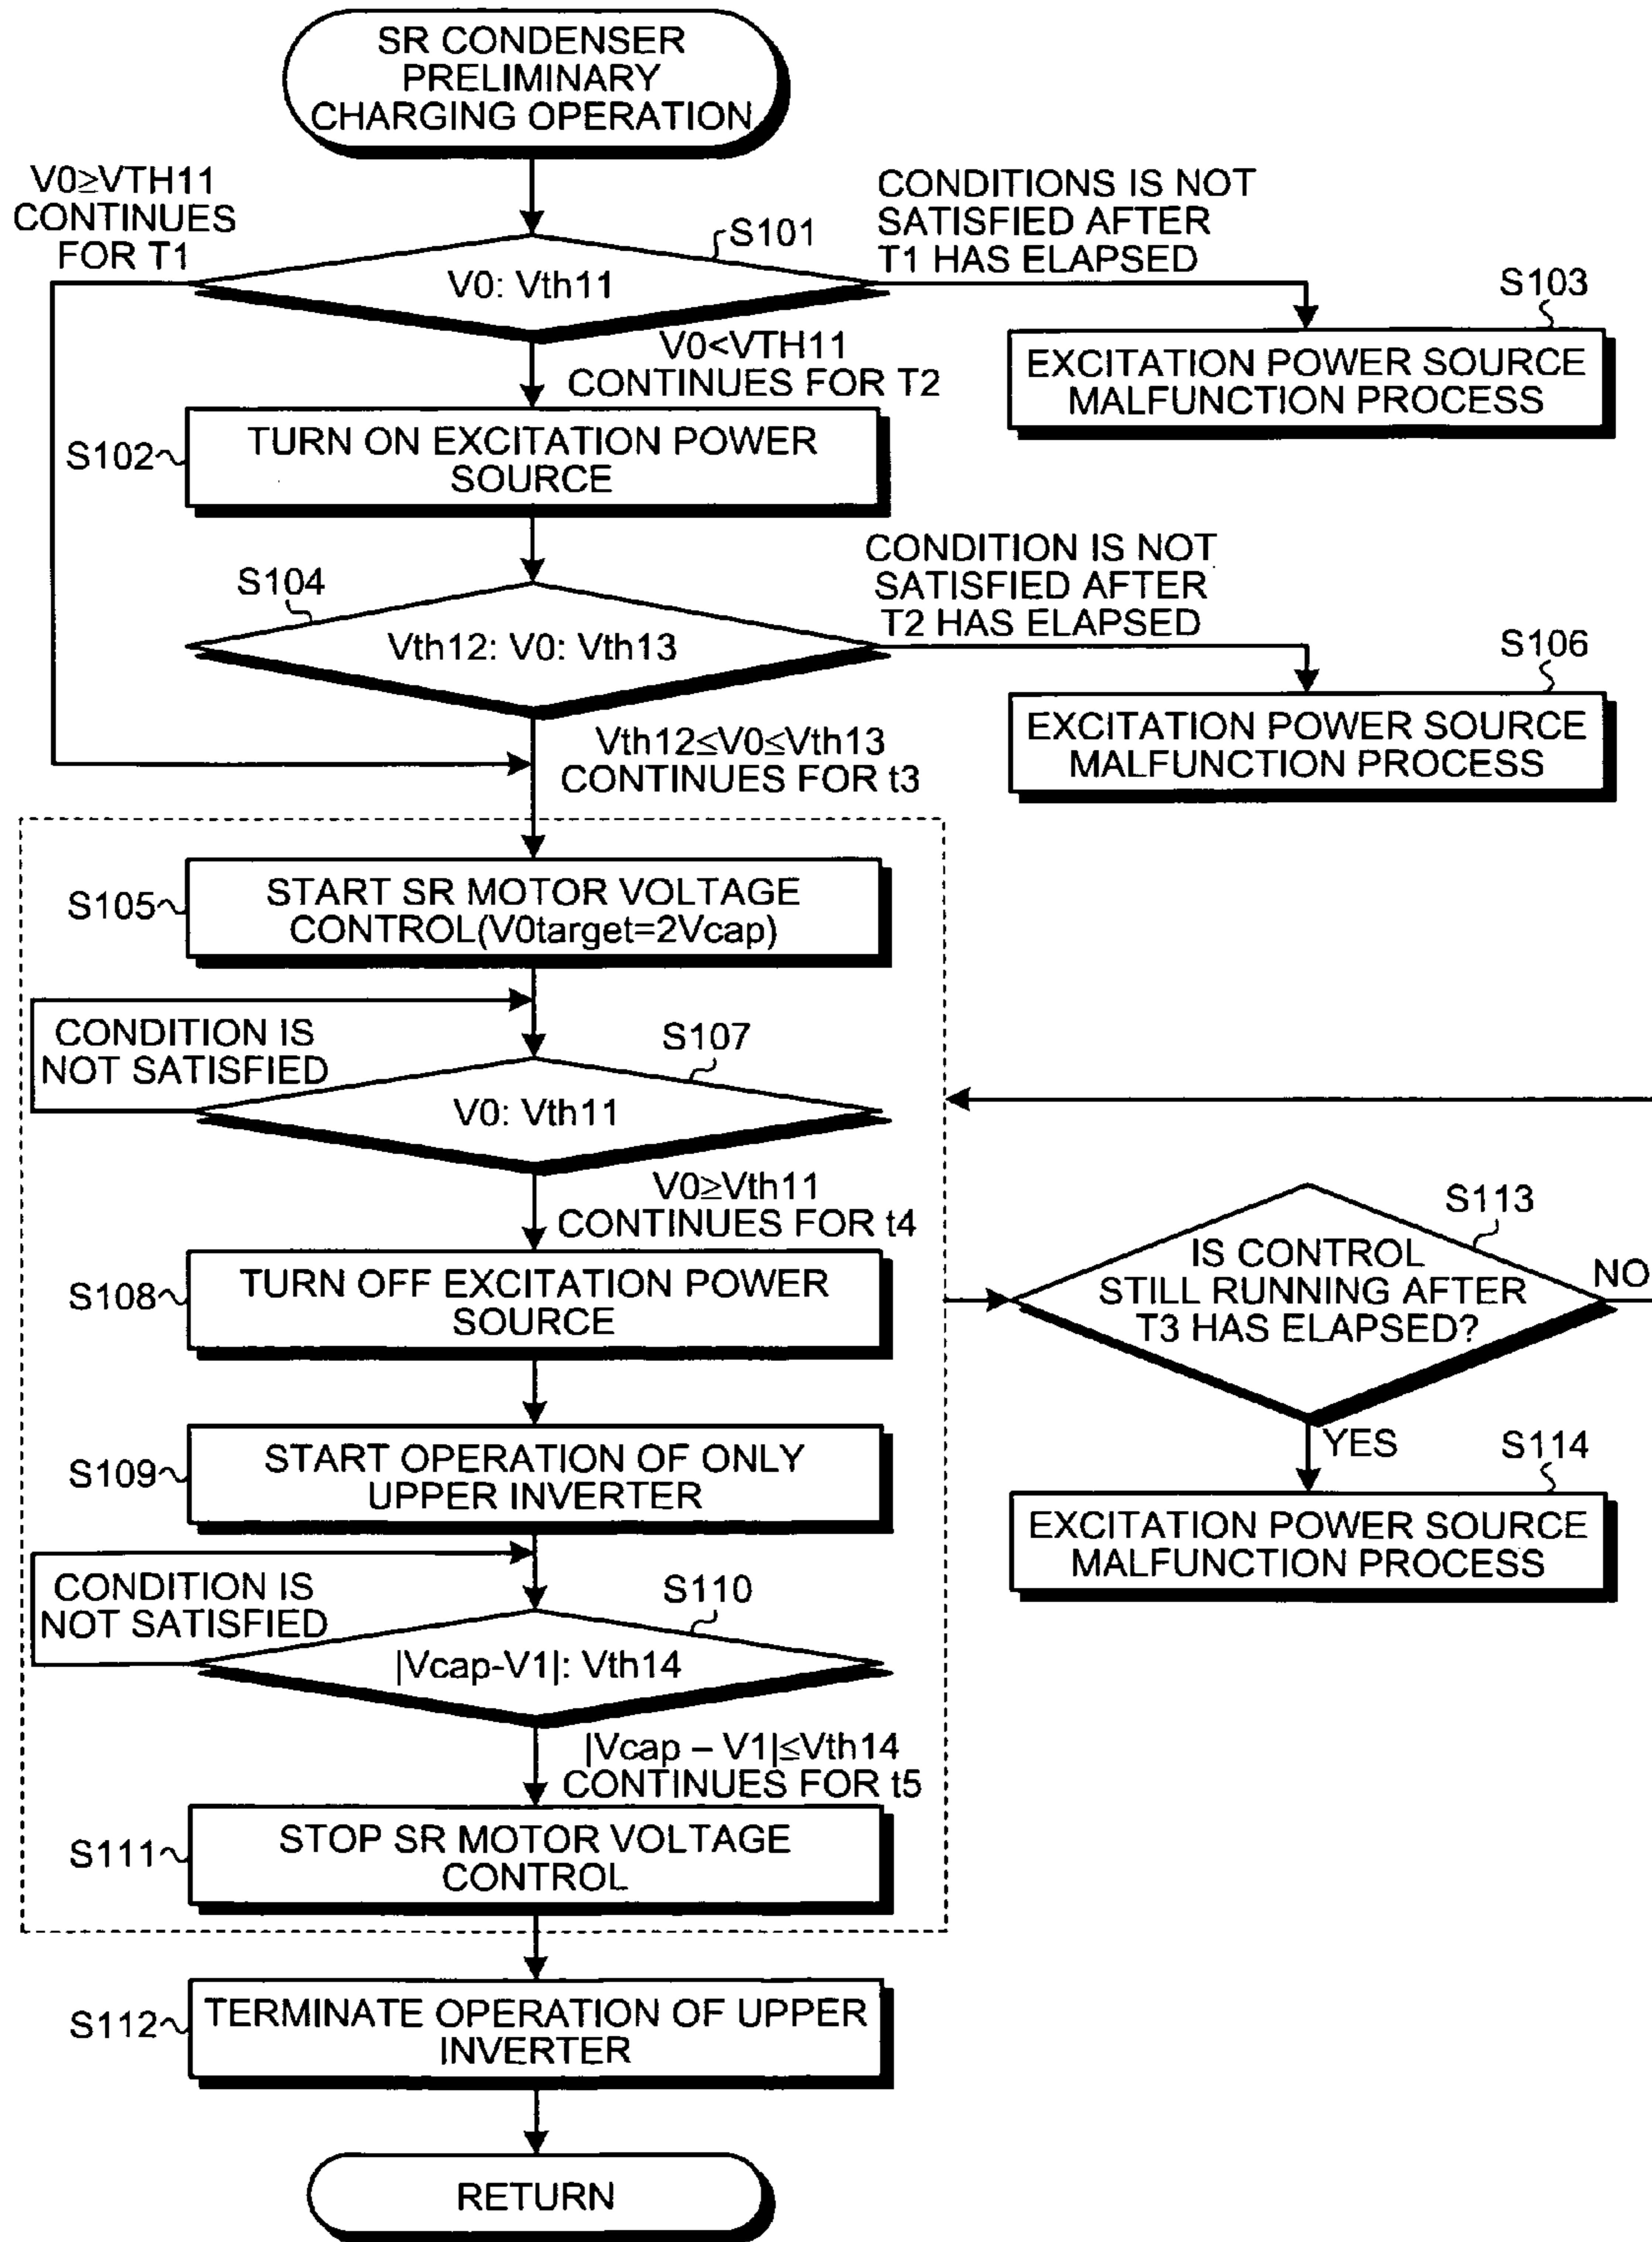 SR CONDENSER
PRELIMINARY
CHARGING OPERATION
V0≥VTH11
CONTINUES
FOR T1
CONDITIONS IS NOT
SATISFIED AFTER
T1 HAS ELAPSED
S101
V0: Vth11
S103
EXCITATION POWER SOURCE
MALFUNCTION PROCESS
V0<VTH11
CONTINUES FOR T2
S102
TURN ON EXCITATION POWER
SOURCE
CONDITION IS NOT
SATISFIED AFTER
T2 HAS ELAPSED
S104
Vth12: V0: Vth13
S106
EXCITATION POWER SOURCE
MALFUNCTION PROCESS
Vth12≤V0≤Vth13
CONTINUES FOR t3
S105
START SR MOTOR VOLTAGE
CONTROL(V0target=2Vcap)
CONDITION IS
NOT SATISFIED
S107
V0: Vth11
V0≥Vth11
CONTINUES FOR t4
S108
TURN OFF EXCITATION POWER
SOURCE
S113
IS CONTROL
STILL RUNNING AFTER
T3 HAS ELAPSED?
NO
YES
S114
EXCITATION POWER SOURCE
MALFUNCTION PROCESS
S109
START OPERATION OF ONLY
UPPER INVERTER
CONDITION IS
NOT SATISFIED
S110
|Vcap-V1|: Vth14
|Vcap – V1|≤Vth14
CONTINUES FOR t5
S111
STOP SR MOTOR VOLTAGE
CONTROL
S112
TERMINATE OPERATION OF UPPER
INVERTER
RETURN